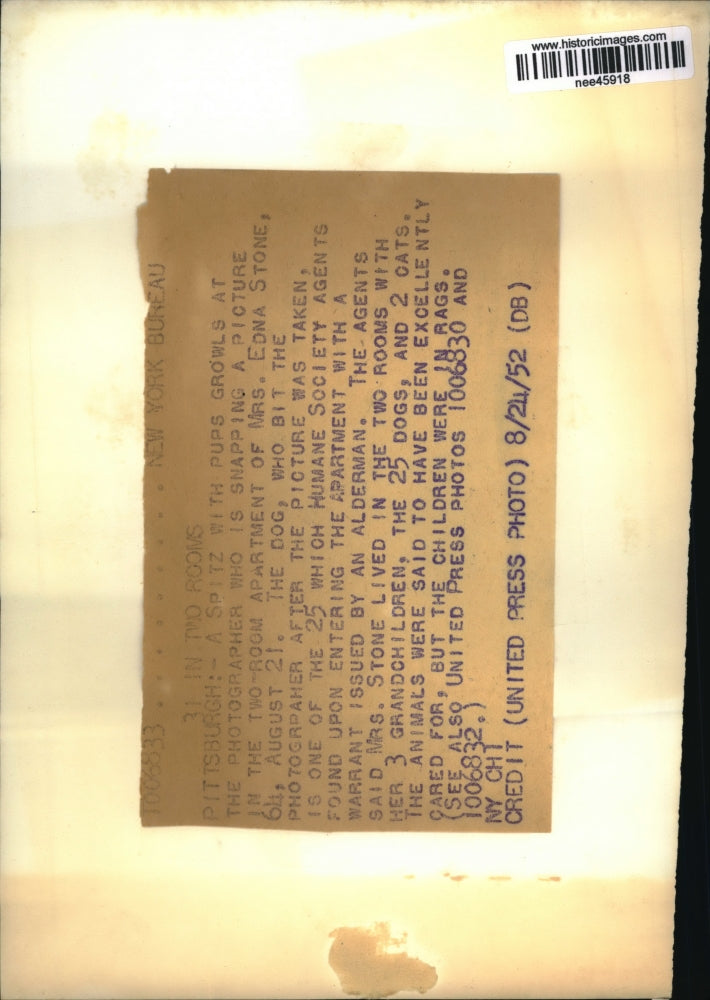 www.historicimages.com
nee45918
1006833 . . . . . . . . . . . NEW YORK BUREAU
31 IN TWO ROOMS
PITTSBURGH:- A SPITZ WITH PUPS GROWLS AT
THE PHOTOGRAPHER WHO IS SNAPPING A PICTURE
IN THE TWO-ROOM APARTMENT OF MRS. EDNA STONE,
64, AUGUST 21. THE DOG, WHO BIT THE
PHOTOGRPAHER AFTER THE PICTURE WAS TAKEN,
IS ONE OF THE 25 WHICH HUMANE SOCIETY AGENTS
FOUND UPON ENTERING THE APARTMENT WITH A
WARRANT ISSUED BY AN ALDERMAN. THE AGENTS
SAID MRS. STONE LIVED IN THE TWO ROOMS WITH
HER 3 GRANDCHILDREN, THE 25 DOGS, AND 2 CATS.
THE ANIMALS WERE SAID TO HAVE BEEN EXCELLENTLY
CARED FOR, BUT THE CHILDREN WERE IN RAGS.
(SEE ALSO UNITED PRESS PHOTOS 1006830 AND
1006832.)
NY CHI
CREDIT (UNITED PRESS PHOTO) 8/24/52 (DB)